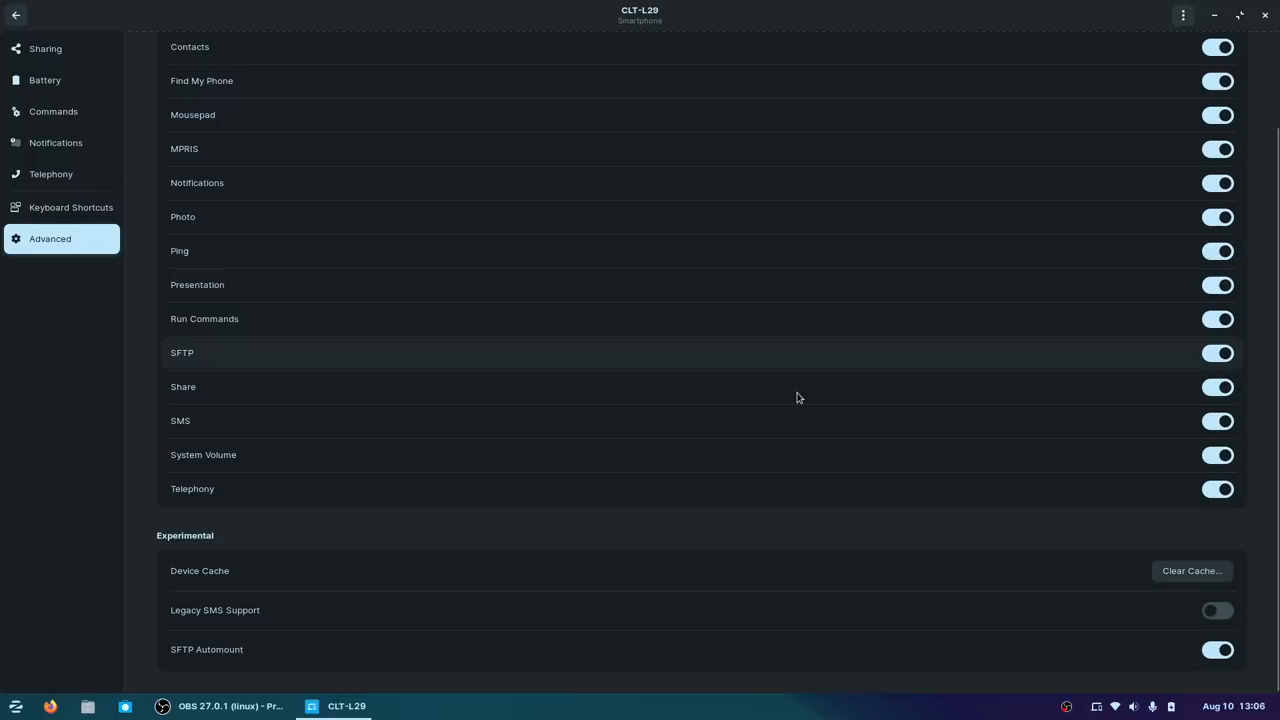 CLT-L29
Smartphone
Sharing
Battery
Commands
Notifications
Telephony
Keyboard Shortcuts
Advanced
Contacts
Find My Phone
Mousepad
MPRIS
Notifications
Photo
Ping
Presentation
Run Commands
SFTP
Share
SMS
System Volume
Telephony
Experimental
Device Cache
Clear Cache...
Legacy SMS Support
SFTP Automount
OBS 27.0.1 (linux) - Pr...
CLT-L29
Aug 10 13:06